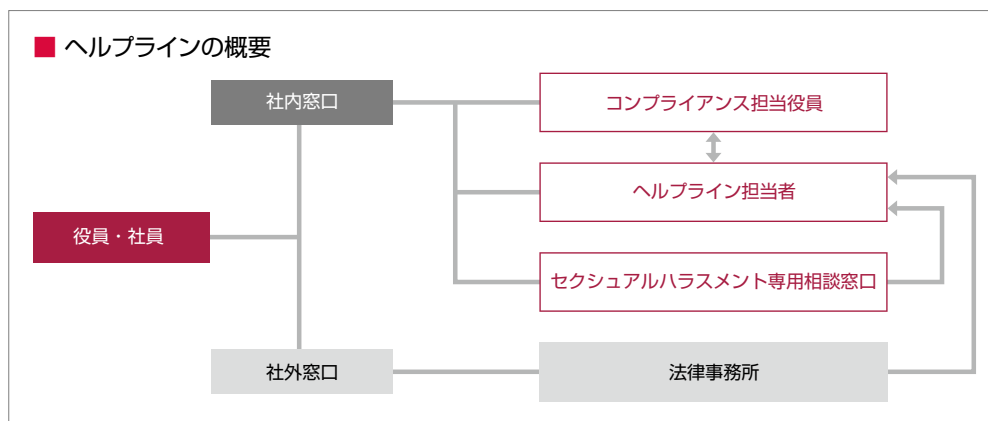 ■ ヘルプラインの概要
社内窓口
コンプライアンス担当役員
ヘルプライン担当者
役員・社員
セクシュアルハラスメント専用相談窓口
社外窓口
法律事務所